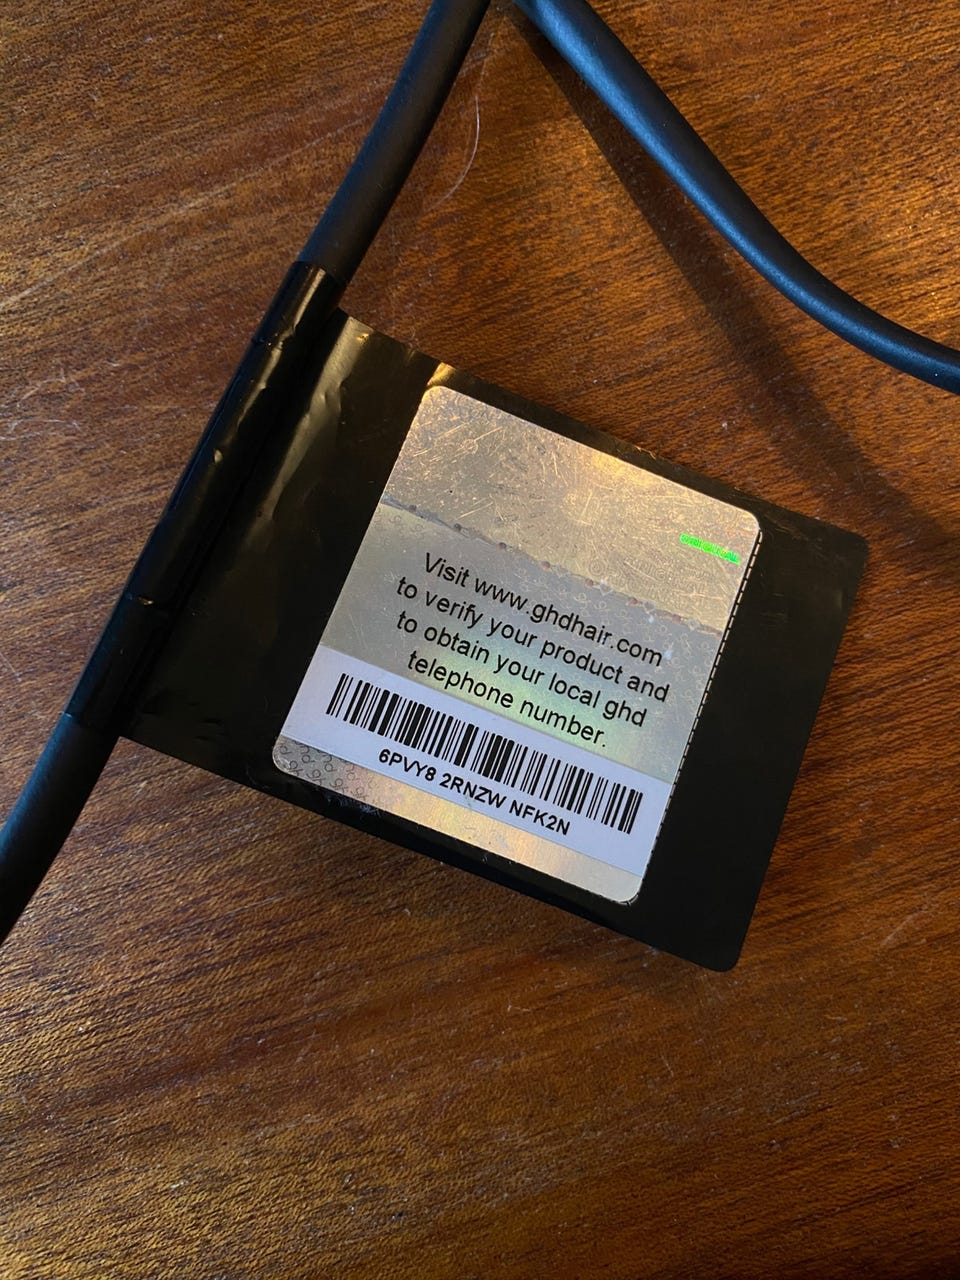 Visit www.ghdhair.com
to verify your product and
to obtain your local ghd
telephone number.
6PVY8 2RNZW NFK2N